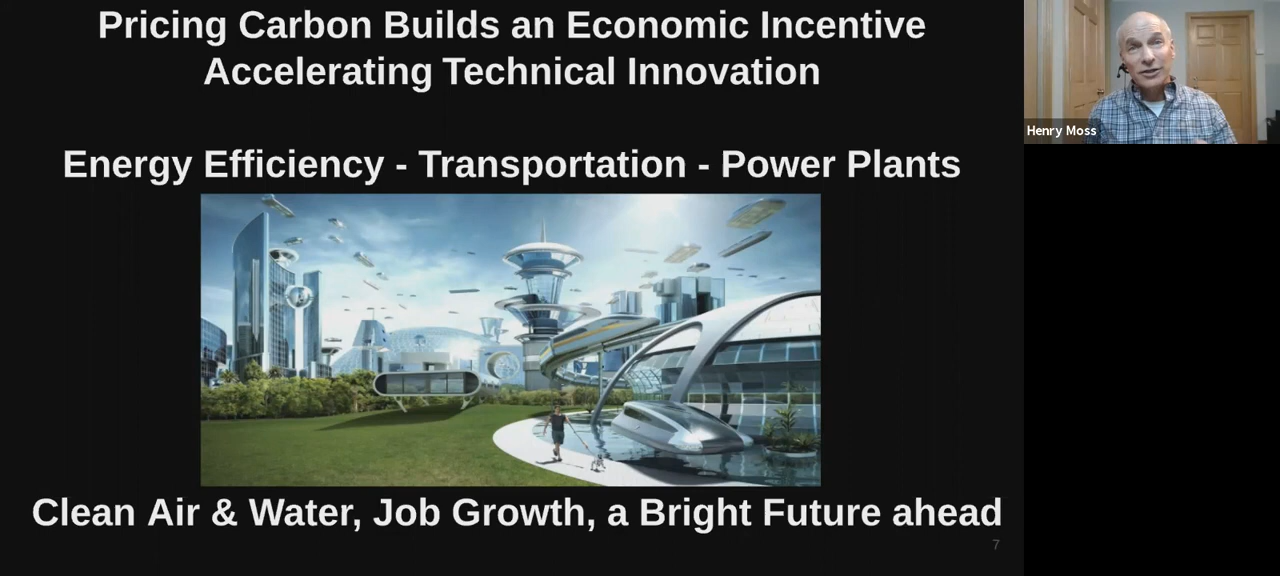 Pricing Carbon Builds an Economic Incentive
Accelerating Technical Innovation
Energy Efficiency - Transportation - Power Plants
Clean Air & Water, Job Growth, a Bright Future ahead
7
Henry Moss